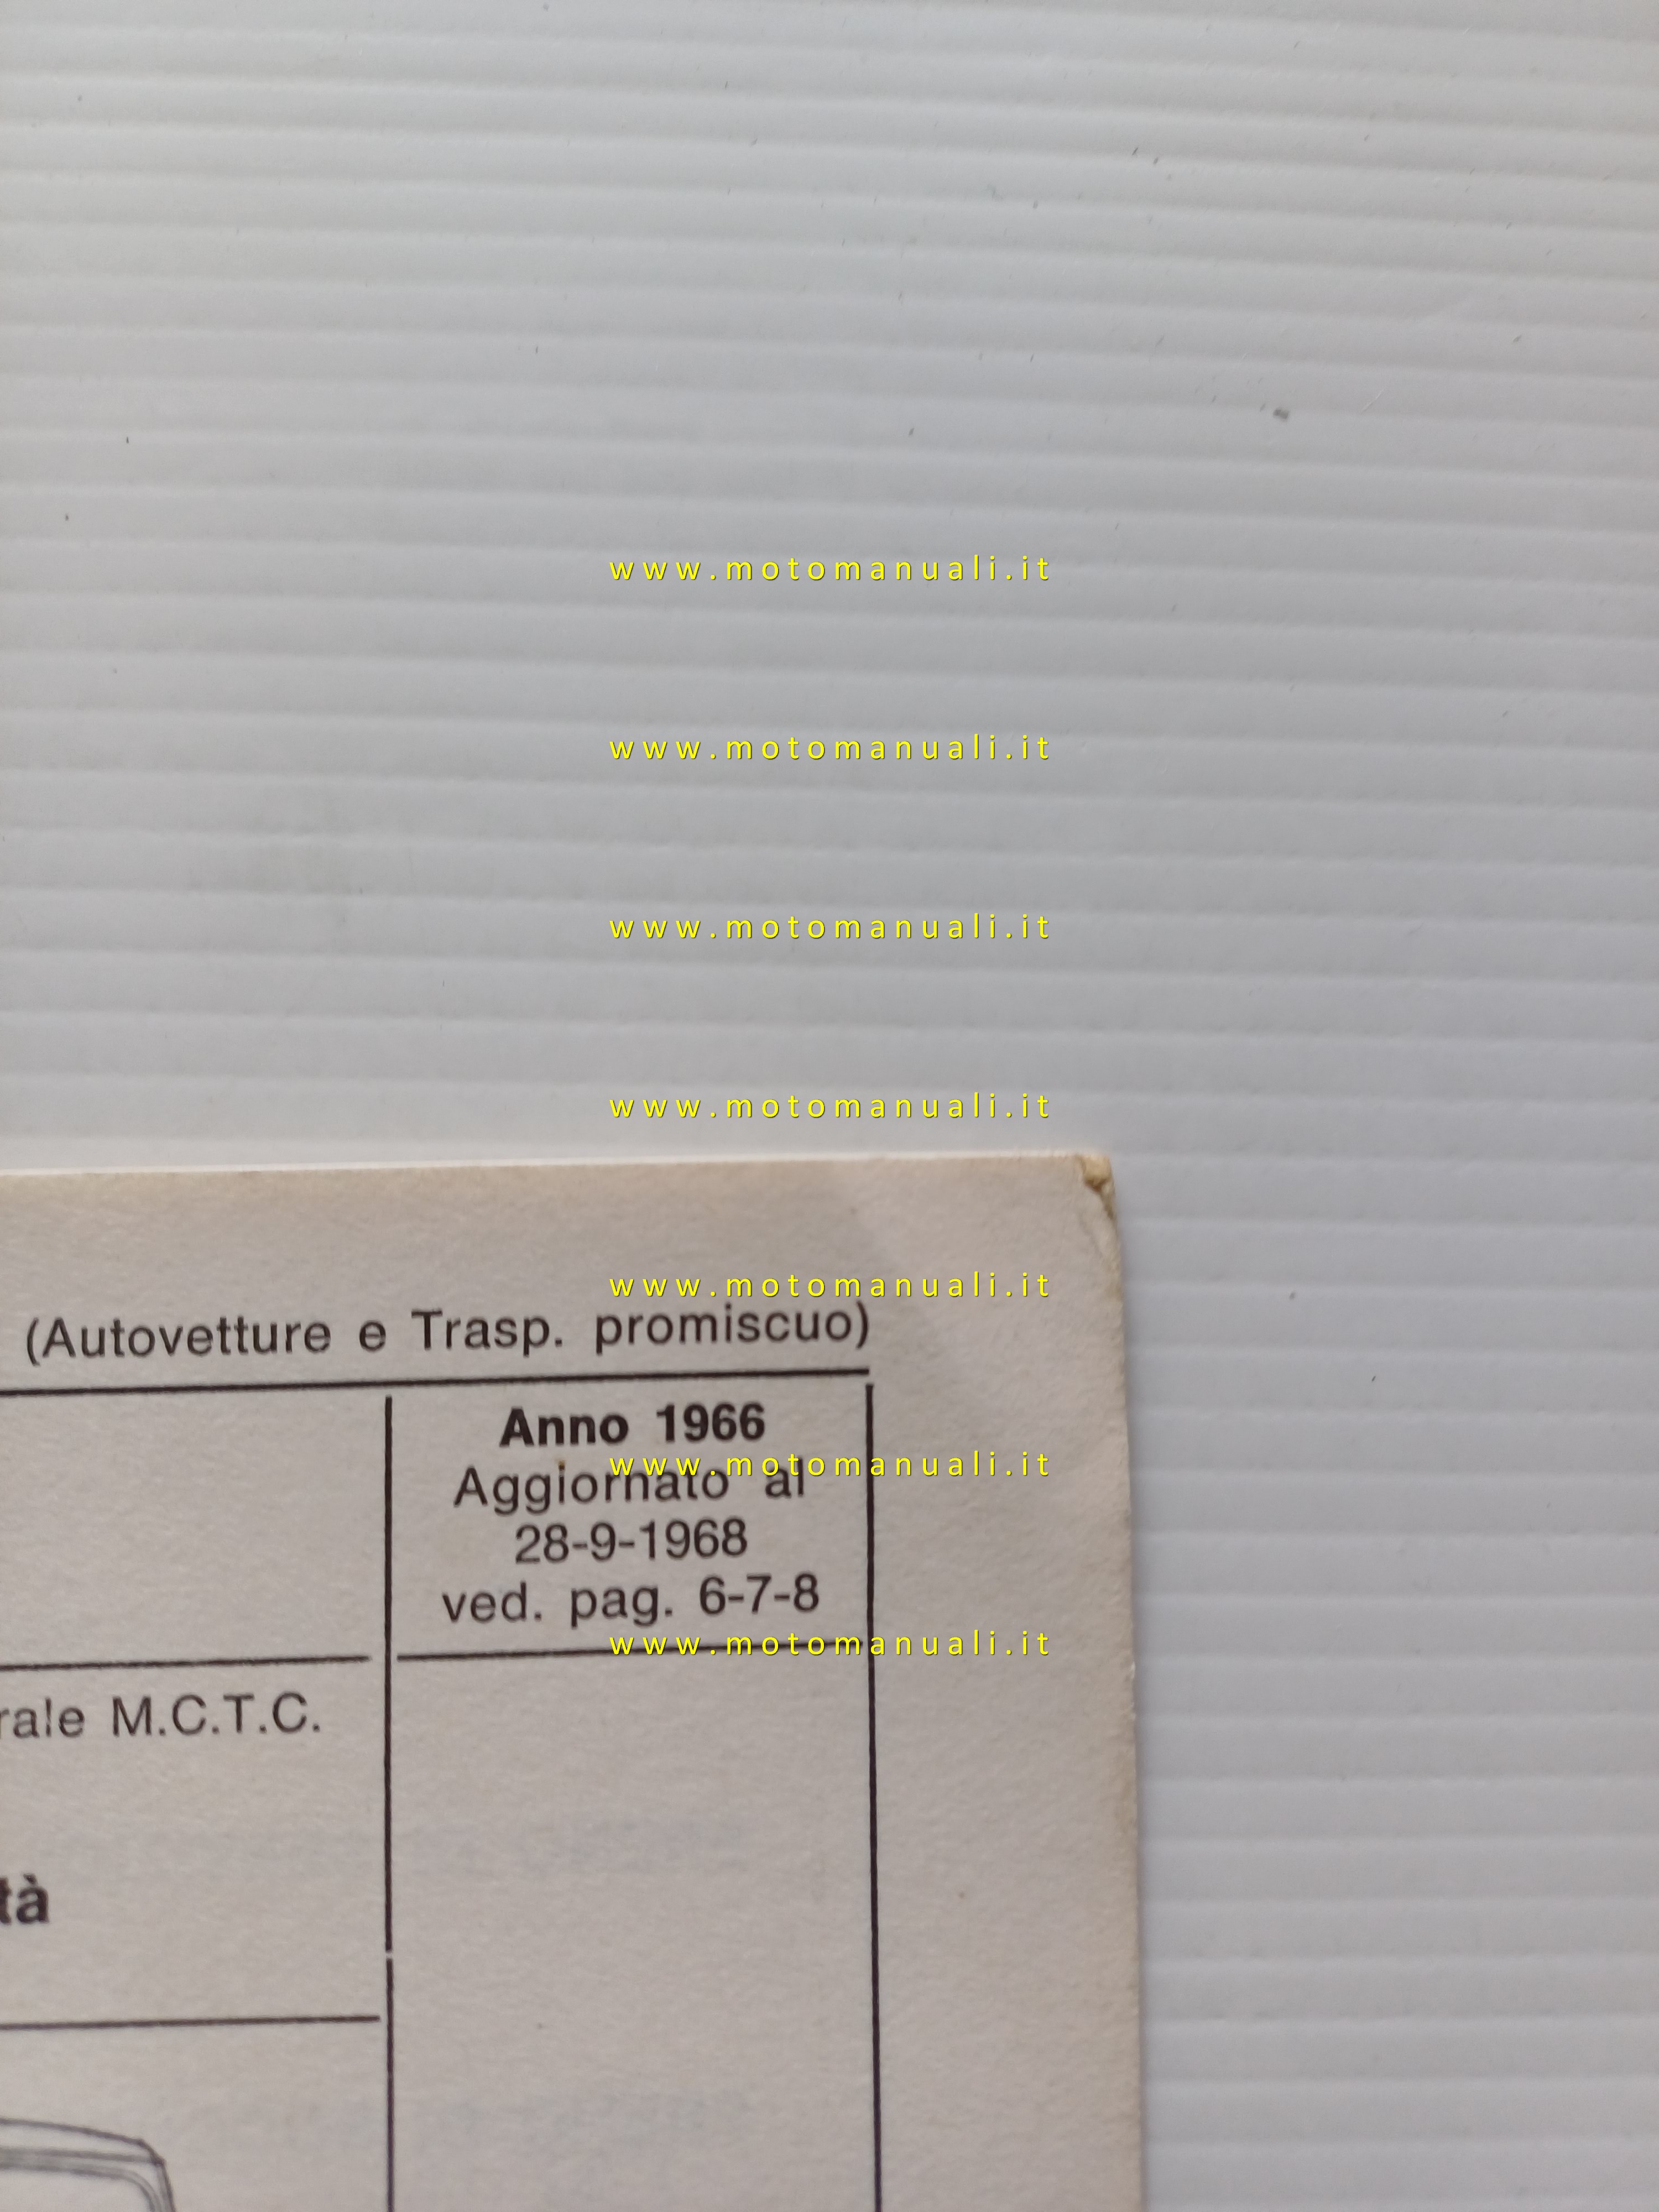 www.motomanuali.it
www.motomanuali.it
www.motomanuali.it
www.motomanuali.it
www.motomanuali.it
(Autovetture e Trasp. promiscuo)
Anno 1966
www.motomanuali.it
Aggiornato al
28-9-1968
ved. pag. 6-7-8
www.motomanuali.it
rale M.C.T.C.
tà